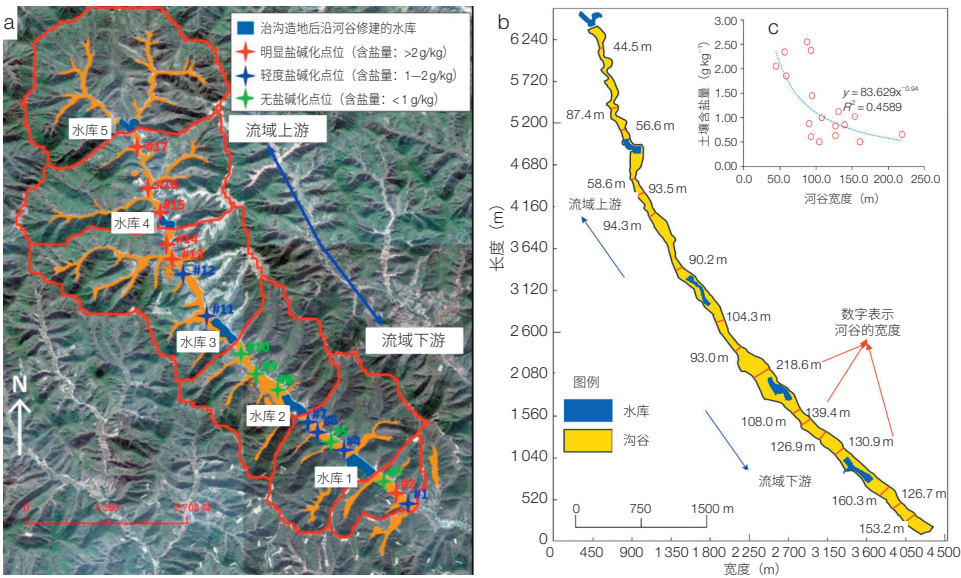 a
治沟造地后沿河谷修建的水库
明显盐碱化点位（含盐量：>2 g/kg）
轻度盐碱化点位（含盐量：1—2 g/kg）
无盐碱化点位（含盐量：<1 g/kg）
流域上游
水库 5
#17
#16
#15
水库 4
#14
#13
#12
#11
水库 3
流域下游
#10
#9
#8
水库 2
#7
#6
#5
#4
水库 1
#2
#1
N
0 1,350 2,700 M
b
长度（m）
6 240
5 720
5 200
4 680
4 160
3 640
3 120
2 600
2 080
1 560
1 040
520
0
44.5 m
87.4 m
56.6 m
58.6 m
93.5 m
流域上游
94.3 m
90.2 m
104.3 m
93.0 m
218.6 m
数字表示
河谷的宽度
108.0 m
139.4 m
126.9 m
130.9 m
流域下游
160.3 m
126.7 m
153.2 m
图例
水库
沟谷
0 750 1500 m
0 450 900 1 350 1 800 2 250 2 700 3 150 3 600 4 050 4 500
宽度（m）
c
土壤含盐量（g kg⁻¹）
3.00
2.50
2.00
1.50
1.00
0.50
0.00
y = 83.629x⁻⁰·⁹⁴
R² = 0.4589
0.0 50.0 100.0 150.0 200.0 250.0
河谷宽度（m）